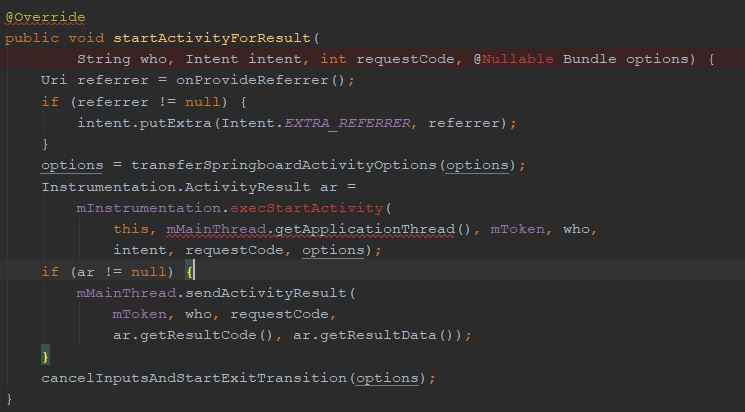 @Override
public void startActivityForResult(
        String who, Intent intent, int requestCode, @Nullable Bundle options) {
    Uri referrer = onProvideReferrer();
    if (referrer != null) {
        intent.putExtra(Intent.EXTRA_REFERRER, referrer);
    }
    options = transferSpringboardActivityOptions(options);
    Instrumentation.ActivityResult ar =
        mInstrumentation.execStartActivity(
            this, mMainThread.getApplicationThread(), mToken, who,
            intent, requestCode, options);
    if (ar != null) {
        mMainThread.sendActivityResult(
            mToken, who, requestCode,
            ar.getResultCode(), ar.getResultData());
    }
    cancelInputsAndStartExitTransition(options);
}